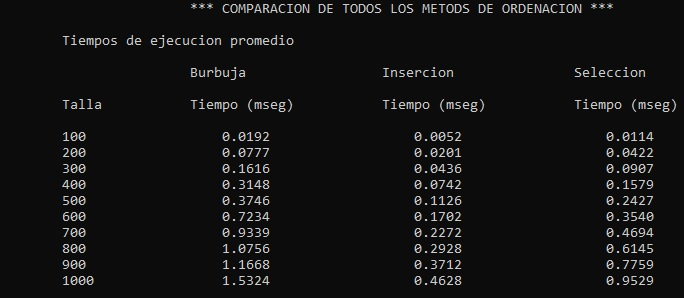 *** COMPARACION DE TODOS LOS METODS DE ORDENACION ***
Tiempos de ejecucion promedio
Burbuja Insercion Seleccion
Talla Tiempo (mseg) Tiempo (mseg) Tiempo (mseg)
100 0.0192 0.0052 0.0114
200 0.0777 0.0201 0.0422
300 0.1616 0.0436 0.0907
400 0.3148 0.0742 0.1579
500 0.3746 0.1126 0.2427
600 0.7234 0.1702 0.3540
700 0.9339 0.2272 0.4694
800 1.0756 0.2928 0.6145
900 1.1668 0.3712 0.7759
1000 1.5324 0.4628 0.9529